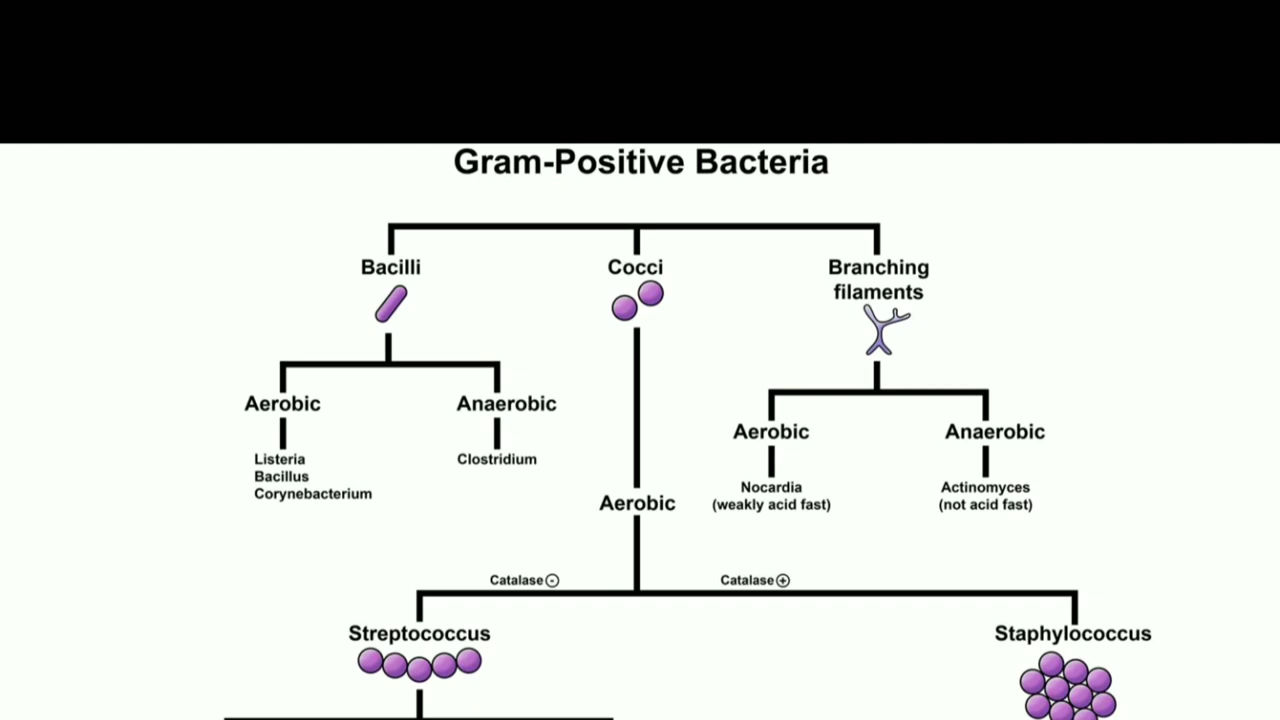 Gram-Positive Bacteria
Bacilli
Cocci
Branching
filaments
Aerobic
Anaerobic
Listeria
Bacillus
Corynebacterium
Clostridium
Aerobic
Aerobic
Anaerobic
Nocardia
(weakly acid fast)
Actinomyces
(not acid fast)
Catalase -
Catalase +
Streptococcus
Staphylococcus